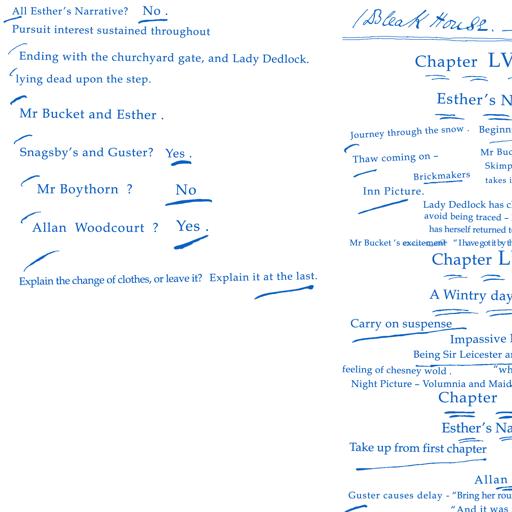 All Esther's Narrative? No .
Pursuit interest sustained throughout
Ending with the churchyard gate, and Lady Dedlock.
lying dead upon the step.
Mr Bucket and Esther .
Snagsby's and Guster? Yes .
Mr Boythorn ? No
Allan Woodcourt ? Yes .
Explain the change of clothes, or leave it? Explain it at the last.
Bleak House.
Chapter LV
Esther's N
Journey through the snow . Beginn
Thaw coming on – Mr Buc
Skimp
Brickmakers takes i
Inn Picture.
Lady Dedlock has cl
avoid being traced –
has herself returned to
Mr Bucket 's excitement "I have got it by th
Chapter L
A Wintry day
Carry on suspense
Impassive
Being Sir Leicester an
feeling of chesney wold . "wh
Night Picture – Volumnia and Maid
Chapter
Esther's Na
Take up from first chapter
Allan
Guster causes delay - "Bring her rou
"And it was